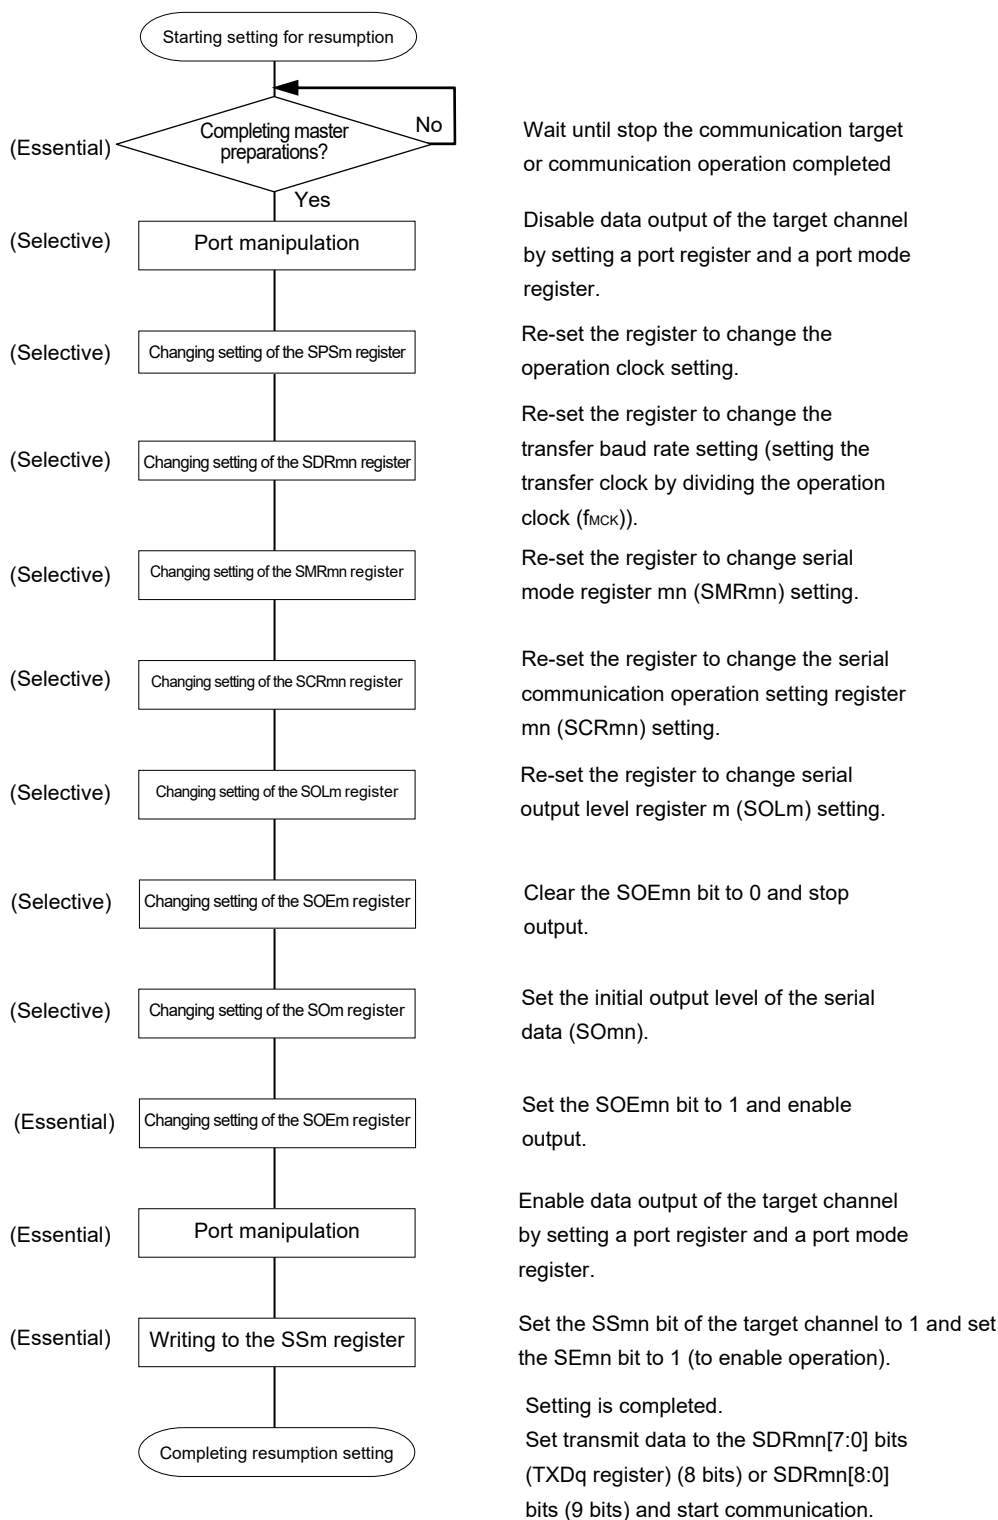 Starting setting for resumption
(Essential)
Completing master
preparations?
No
Yes
Wait until stop the communication target
or communication operation completed
(Selective)
Port manipulation
Disable data output of the target channel
by setting a port register and a port mode
register.
(Selective)
Changing setting of the SPSm register
Re-set the register to change the
operation clock setting.
(Selective)
Changing setting of the SDRmn register
Re-set the register to change the
transfer baud rate setting (setting the
transfer clock by dividing the operation
clock (fMCK)).
(Selective)
Changing setting of the SMRmn register
Re-set the register to change serial
mode register mn (SMRmn) setting.
(Selective)
Changing setting of the SCRmn register
Re-set the register to change the serial
communication operation setting register
mn (SCRmn) setting.
(Selective)
Changing setting of the SOLm register
Re-set the register to change serial
output level register m (SOLm) setting.
(Selective)
Changing setting of the SOEm register
Clear the SOEmn bit to 0 and stop
output.
(Selective)
Changing setting of the SOm register
Set the initial output level of the serial
data (SOmn).
(Essential)
Changing setting of the SOEm register
Set the SOEmn bit to 1 and enable
output.
(Essential)
Port manipulation
Enable data output of the target channel
by setting a port register and a port mode
register.
(Essential)
Writing to the SSm register
Set the SSmn bit of the target channel to 1 and set
the SEmn bit to 1 (to enable operation).
Completing resumption setting
Setting is completed.
Set transmit data to the SDRmn[7:0] bits
(TXDq register) (8 bits) or SDRmn[8:0]
bits (9 bits) and start communication.